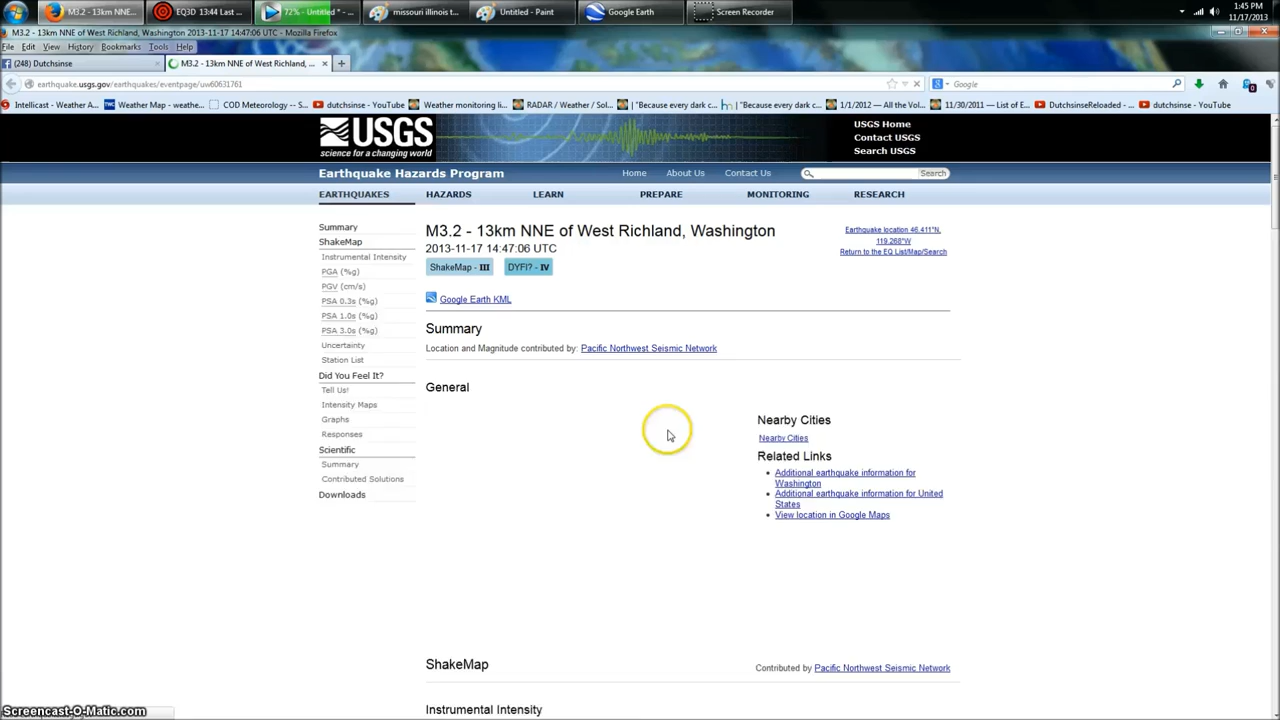 M3.2 - 13km NNE...
EQ3D 13:44 Last ...
72% - Untitled * - ...
missouri illinois t...
Untitled - Paint
Google Earth
Screen Recorder
1:45 PM
11/17/2013
M3.2 - 13km NNE of West Richland, Washington 2013-11-17 14:47:06 UTC - Mozilla Firefox
File Edit View History Bookmarks Tools Help
(248) Dutchsinse
M3.2 - 13km NNE of West Richland, ...
earthquake.usgs.gov/earthquakes/eventpage/uw60631761
Google
Intellicast - Weather A...
Weather Map - weathe...
COD Meteorology -- S...
dutchsinse - YouTube
Weather monitoring li...
RADAR / Weather / Sol...
"Because every dark c...
"Because every dark c...
1/1/2012 — All the Vol...
11/30/2011 — List of E...
DutchsinseReloaded - ...
dutchsinse - YouTube
USGS
science for a changing world
USGS Home
Contact USGS
Search USGS
Earthquake Hazards Program
Home
About Us
Contact Us
Search
EARTHQUAKES
HAZARDS
LEARN
PREPARE
MONITORING
RESEARCH
Summary
ShakeMap
Instrumental Intensity
PGA (%g)
PGV (cm/s)
PSA 0.3s (%g)
PSA 1.0s (%g)
PSA 3.0s (%g)
Uncertainty
Station List
Did You Feel It?
Tell Us!
Intensity Maps
Graphs
Responses
Scientific
Summary
Contributed Solutions
Downloads
M3.2 - 13km NNE of West Richland, Washington
2013-11-17 14:47:06 UTC
ShakeMap - III
DYFI? - IV
Google Earth KML
Earthquake location 46.411°N,
119.268°W
Return to the EQ List/Map/Search
Summary
Location and Magnitude contributed by: Pacific Northwest Seismic Network
General
Nearby Cities
Nearby Cities
Related Links
Additional earthquake information for
Washington
Additional earthquake information for United
States
View location in Google Maps
ShakeMap
Contributed by Pacific Northwest Seismic Network
Instrumental Intensity
Screencast-O-Matic.com